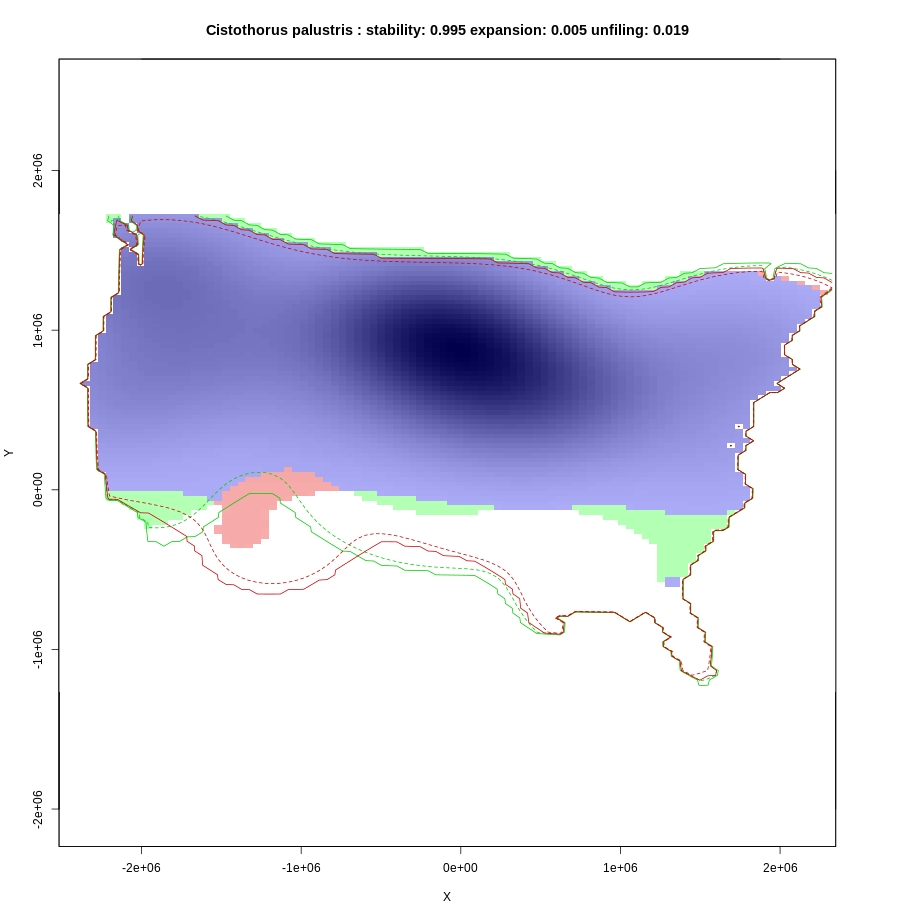 Cistothorus palustris : stability: 0.995 expansion: 0.005 unfiling: 0.019
2e+06
1e+06
0e+00
-1e+06
-2e+06
Y
-2e+06 -1e+06 0e+00 1e+06 2e+06
X